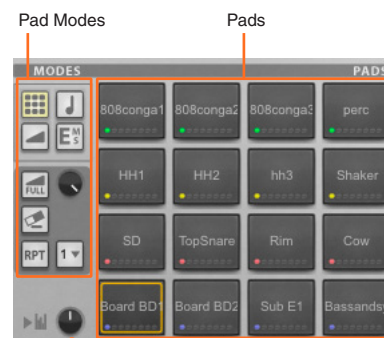 Pad Modes Pads
MODES PADS
808conga1 808conga2 808conga3 perc
E MS
HH1 HH2 hh3 Shaker
FULL
SD TopSnare Rim Cow
RPT 1
Board BD1 Board BD2 Sub E1 Bassandsy